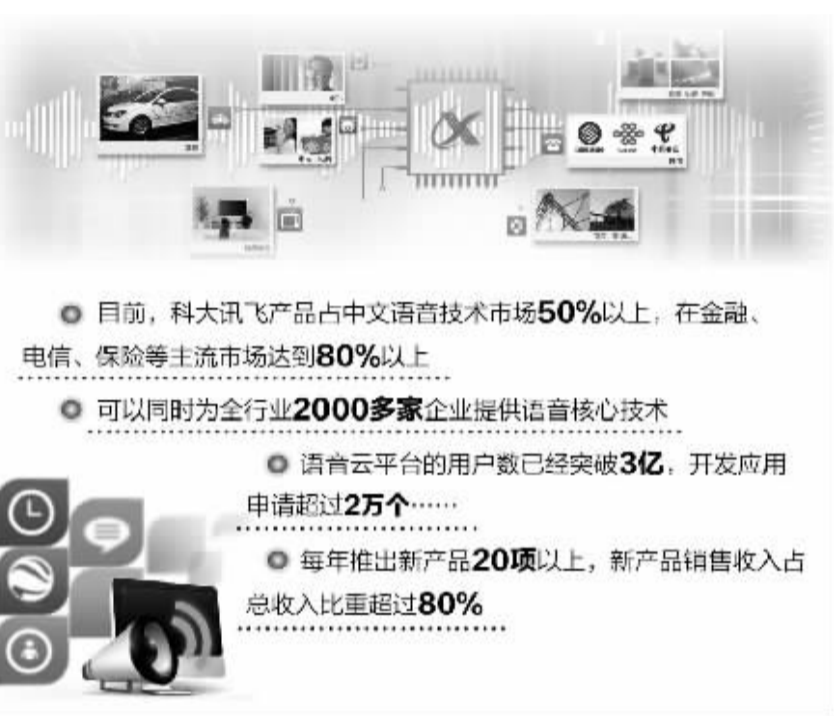 目前，科大讯飞产品占中文语音技术市场50%以上，在金融、
电信、保险等主流市场达到80%以上
可以同时为全行业2000多家企业提供语音核心技术
语音云平台的用户数已经突破3亿，开发应用
申请超过2万个……
每年推出新产品20项以上，新产品销售收入占
总收入比重超过80%